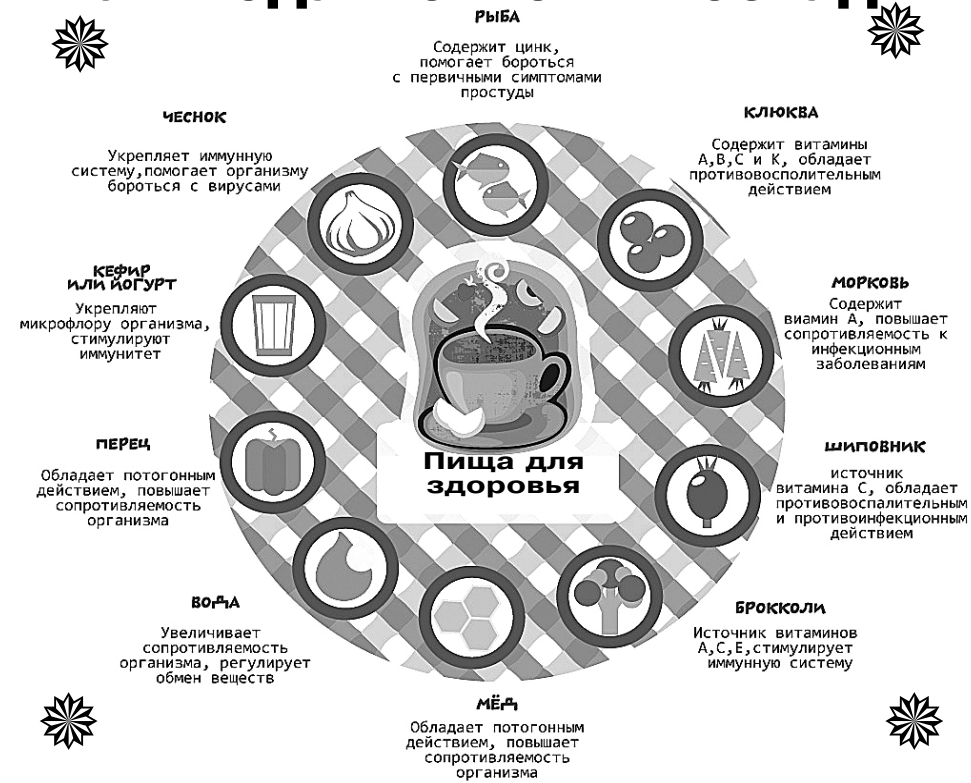 РЫБА
Содержит цинк,
помогает бороться
с первичными симптомами
простуды
КЛЮКВА
Содержит витамины
А,В,С и К, обладает
противовосполительным
действием
МОРКОВЬ
Содержит
виамин А, повышает
сопротивляемость к
инфекционным
заболеваниям
ШИПОВНИК
источник
витамина С, обладает
противовоспалительным
и противоинфекционным
действием
БРОККОЛИ
Источник витаминов
А,С,Е,стимулирует
иммунную систему
МЁД
Обладает потогонным
действием, повышает
сопротивляемость
организма
ВОДА
Увеличивает
сопротивляемость
организма, регулирует
обмен веществ
ПЕРЕЦ
Обладает потогонным
действием, повышает
сопротивляемость
организма
КЕФИР
ИЛИ ЙОГУРТ
Укрепляют
микрофлору организма,
стимулируют
иммунитет
ЧЕСНОК
Укрепляет иммунную
систему,помогает организму
бороться с вирусами
Пища для
здоровья